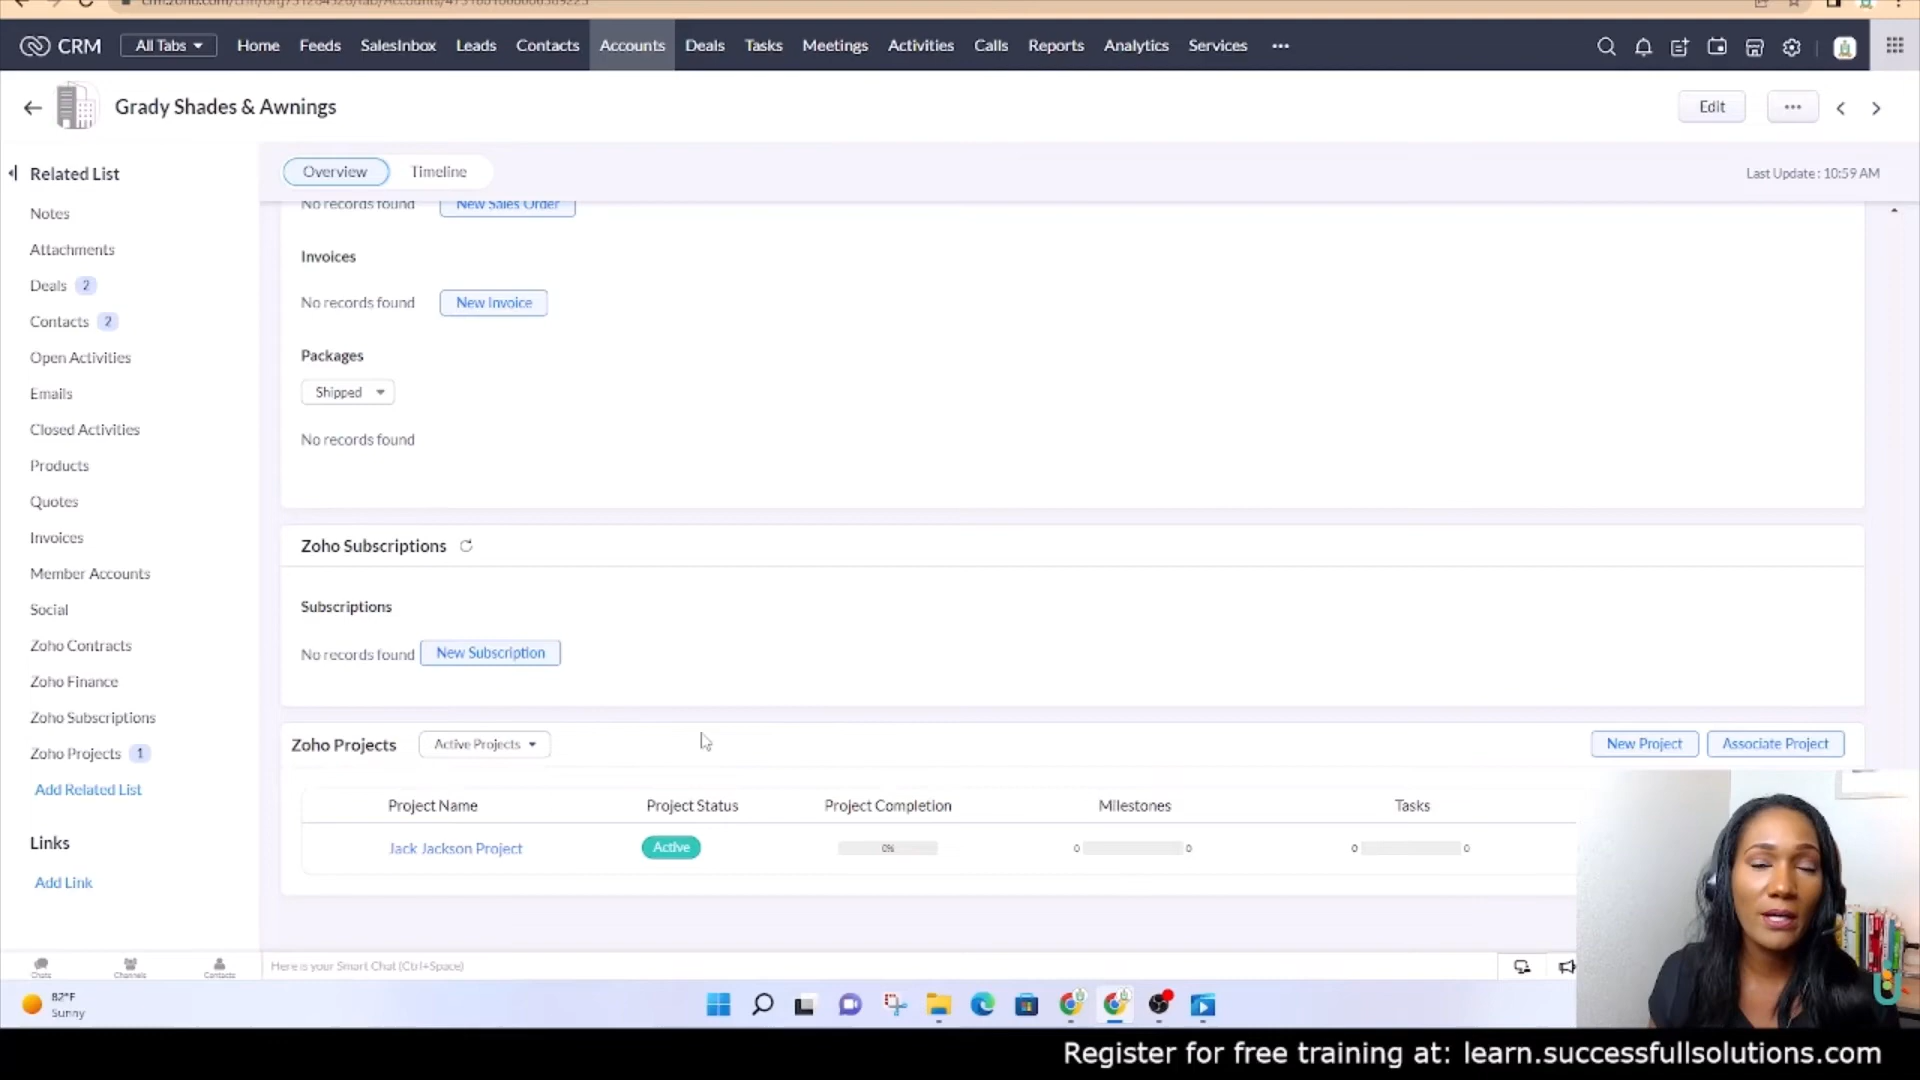 CRM All Tabs Home Feeds SalesInbox Leads Contacts Accounts Deals Tasks Meetings Activities Calls Reports Analytics Services
Grady Shades & Awnings Edit
Related List Overview Timeline Last Update : 10:59 AM
Notes No records found New Sales Order
Attachments Invoices
Deals 2 No records found New Invoice
Contacts 2
Open Activities Packages
Emails Shipped
Closed Activities No records found
Products
Quotes
Invoices Zoho Subscriptions
Member Accounts
Social Subscriptions
Zoho Contracts No records found New Subscription
Zoho Finance
Zoho Subscriptions
Zoho Projects 1 Zoho Projects Active Projects New Project Associate Project
Add Related List Project Name Project Status Project Completion Milestones Tasks
Links Jack Jackson Project Active 0% 0 0 0 0
Add Link
Chats Channels Contacts Here is your Smart Chat (Ctrl+Space)
82°F
Sunny
Register for free training at: learn.successfullsolutions.com